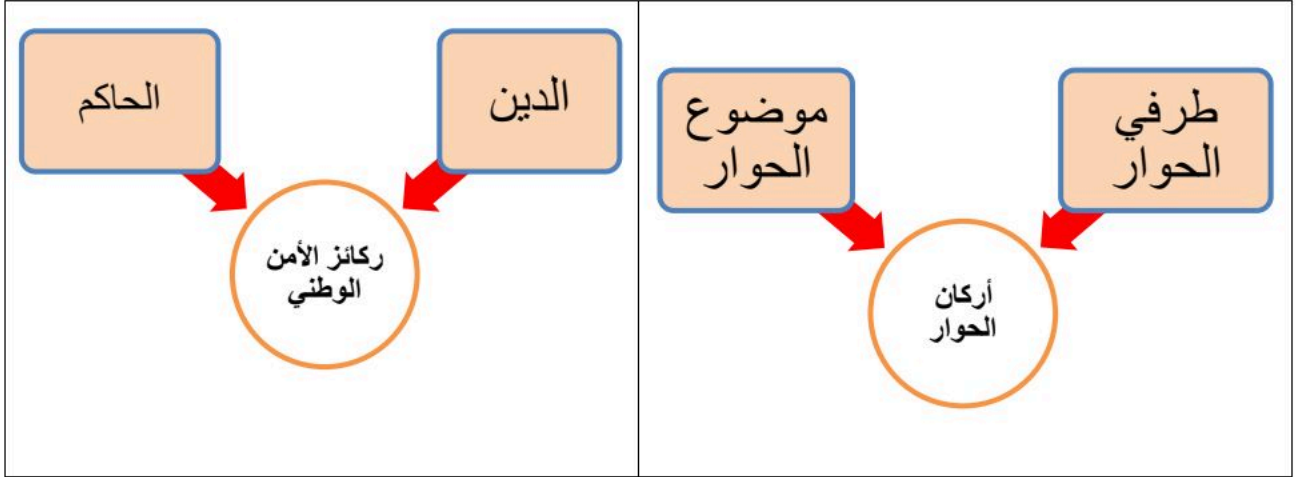 طرفي
الحوار
موضوع
الحوار
أركان
الحوار
الدين
الحاكم
ركائز الأمن
الوطني